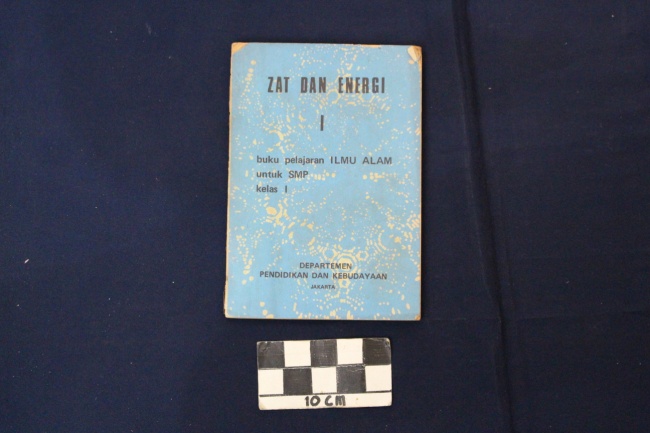 ZAT DAN ENERGI
I
buku pelajaran ILMU ALAM
untuk SMP.
kelas I
DEPARTEMEN
PENDIDIKAN DAN KEBUDAYAAN
JAKARTA
10 CM